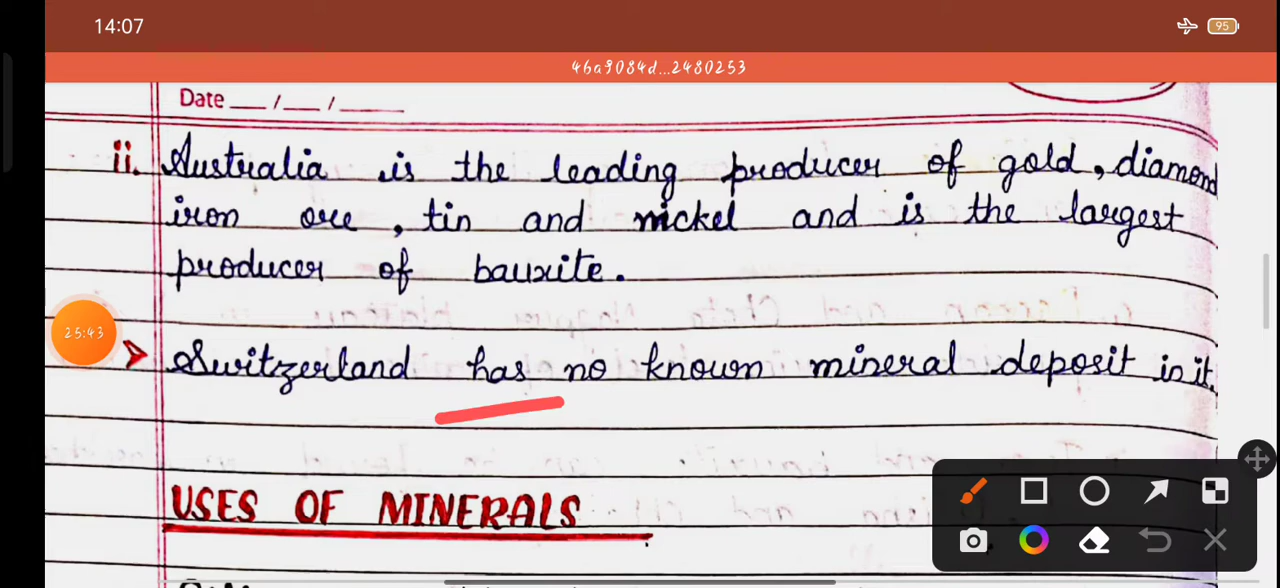 14:07
95
46a9084d...2480253
Date __/__/____
ii. Australia is the leading producer of gold, diamond
iron ore, tin and nickel and is the largest
producer of bauxite.
25:43
➤ Switzerland has no known mineral deposit in it.
USES OF MINERALS